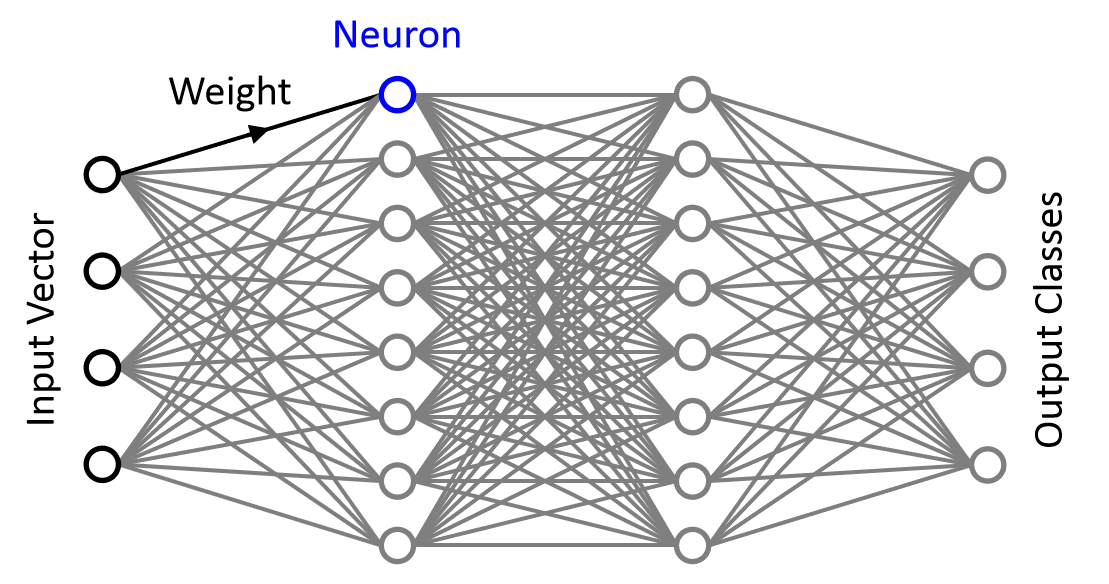 Neuron
Weight
Input Vector
Output Classes